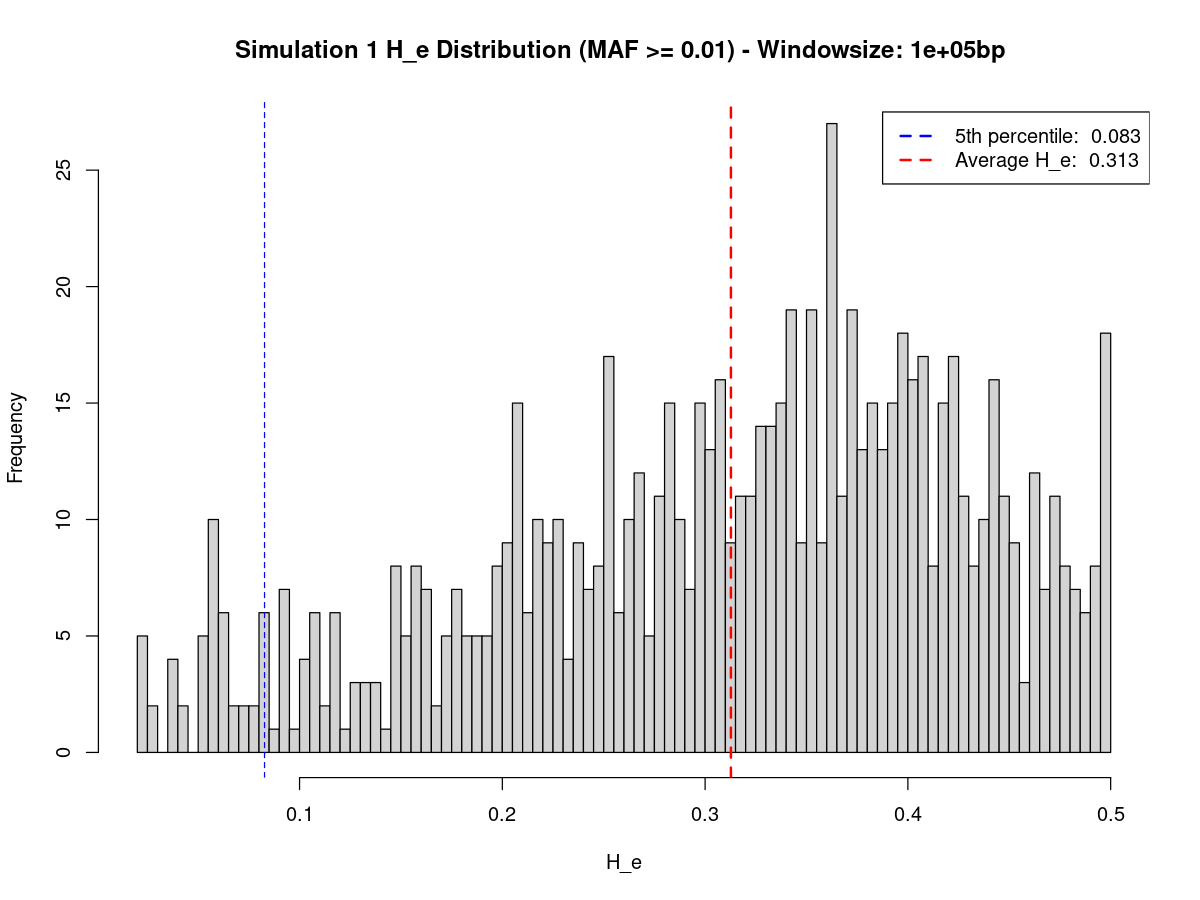 Simulation 1 H_e Distribution (MAF >= 0.01) - Windowsize: 1e+05bp
5th percentile:  0.083
Average H_e:  0.313
Frequency
25
20
15
10
5
0
0.1 0.2 0.3 0.4 0.5
H_e